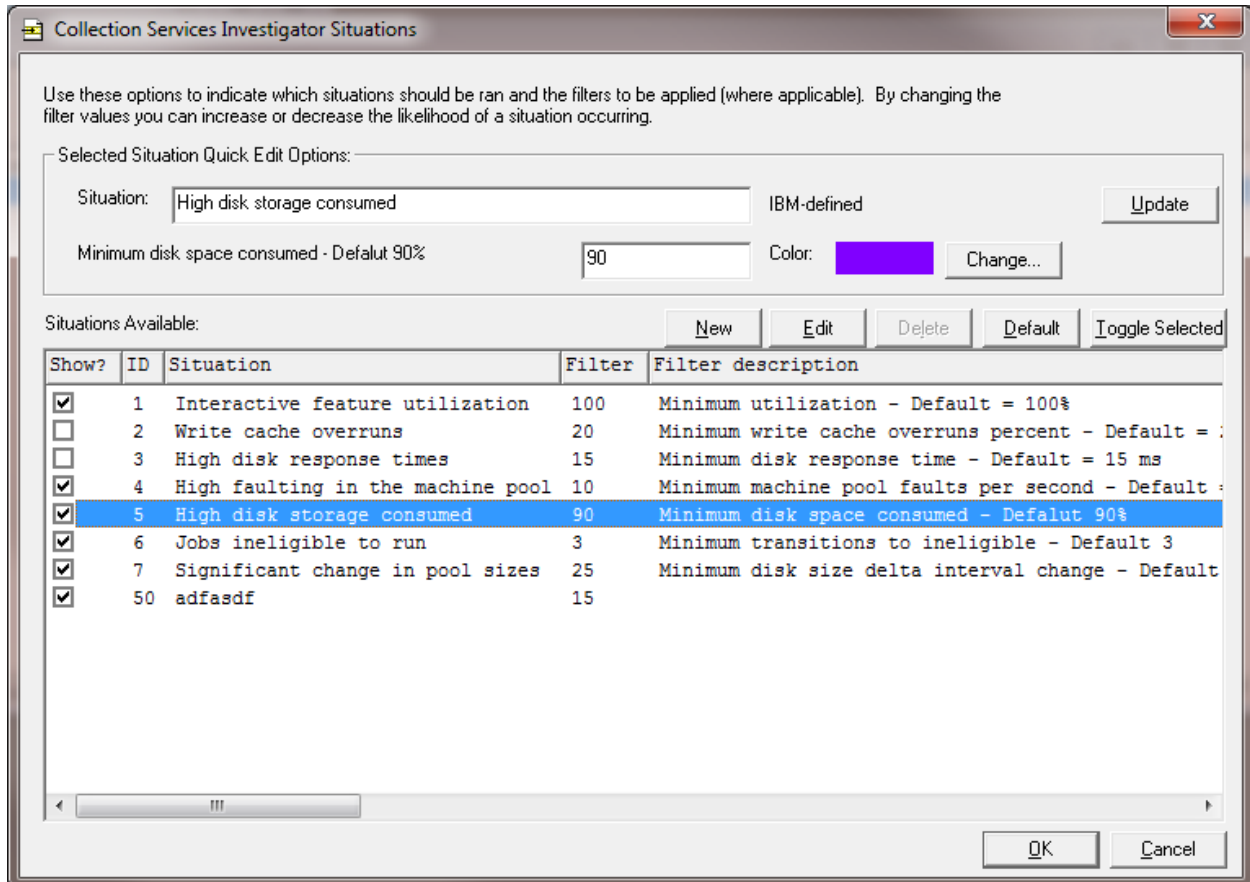 Collection Services Investigator Situations
Use these options to indicate which situations should be ran and the filters to be applied (where applicable). By changing the
filter values you can increase or decrease the likelihood of a situation occurring.
Selected Situation Quick Edit Options:
Situation: High disk storage consumed IBM-defined Update
Minimum disk space consumed - Defalut 90% 90 Color: Change...
Situations Available: New Edit Delete Default Toggle Selected
Show? ID Situation Filter Filter description
1 Interactive feature utilization 100 Minimum utilization - Default = 100%
2 Write cache overruns 20 Minimum write cache overruns percent - Default =
3 High disk response times 15 Minimum disk response time - Default = 15 ms
4 High faulting in the machine pool 10 Minimum machine pool faults per second - Default =
5 High disk storage consumed 90 Minimum disk space consumed - Defalut 90%
6 Jobs ineligible to run 3 Minimum transitions to ineligible - Default 3
7 Significant change in pool sizes 25 Minimum disk size delta interval change - Default
50 adfasdf 15
OK Cancel